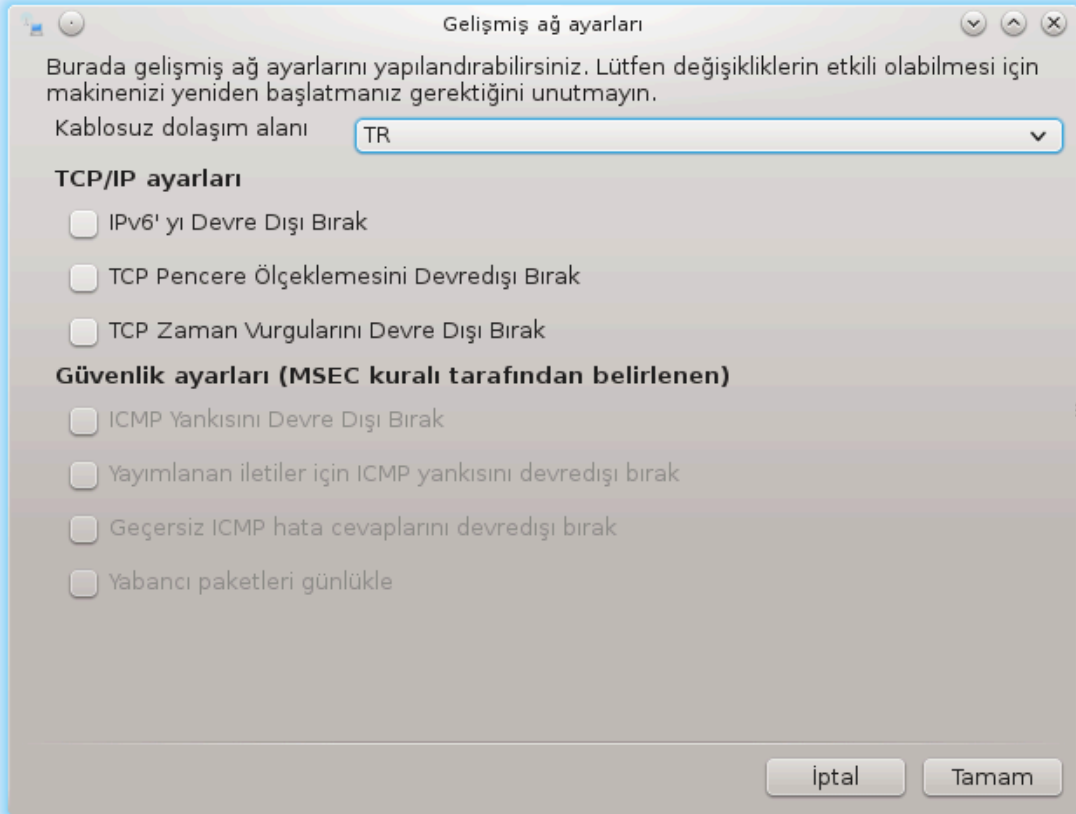 Gelişmiş ağ ayarları
Burada gelişmiş ağ ayarlarını yapılandırabilirsiniz. Lütfen değişikliklerin etkili olabilmesi için
makinenizi yeniden başlatmanız gerektiğini unutmayın.
Kablosuz dolaşım alanı
TR
TCP/IP ayarları
IPv6' yı Devre Dışı Bırak
TCP Pencere Ölçeklemesini Devredışı Bırak
TCP Zaman Vurgularını Devre Dışı Bırak
Güvenlik ayarları (MSEC kuralı tarafından belirlenen)
ICMP Yankısını Devre Dışı Bırak
Yayımlanan iletiler için ICMP yankısını devredışı bırak
Geçersiz ICMP hata cevaplarını devredışı bırak
Yabancı paketleri günlükle
İptal
Tamam